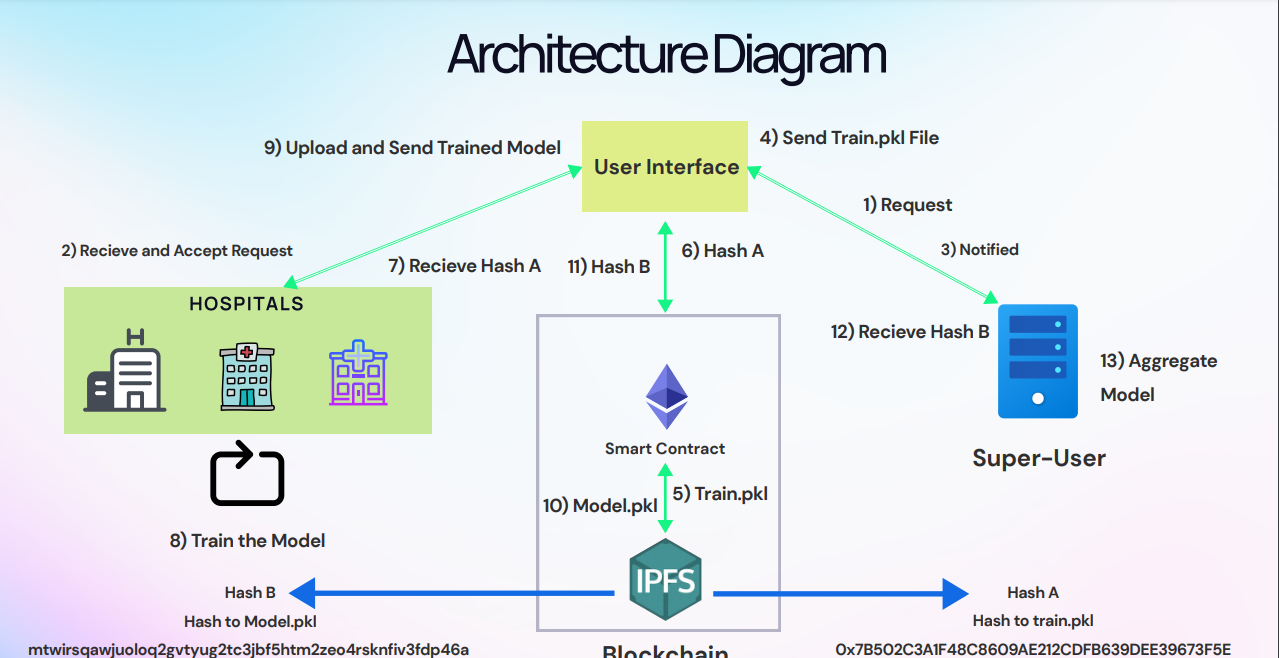 Architecture Diagram
9) Upload and Send Trained Model
User Interface
4) Send Train.pkl File
1) Request
2) Recieve and Accept Request
7) Recieve Hash A
11) Hash B
6) Hash A
3) Notified
HOSPITALS
12) Recieve Hash B
13) Aggregate
Model
Smart Contract
Super-User
10) Model.pkl
5) Train.pkl
8) Train the Model
IPFS
Hash B
Hash to Model.pkl
mtwirsqawjuoloq2gvtyug2tc3jbf5htm2zeo4rsknfiv3fdp46a
Hash A
Hash to train.pkl
0x7B502C3A1F48C8609AE212CDFB639DEE39673F5E
Blockchain